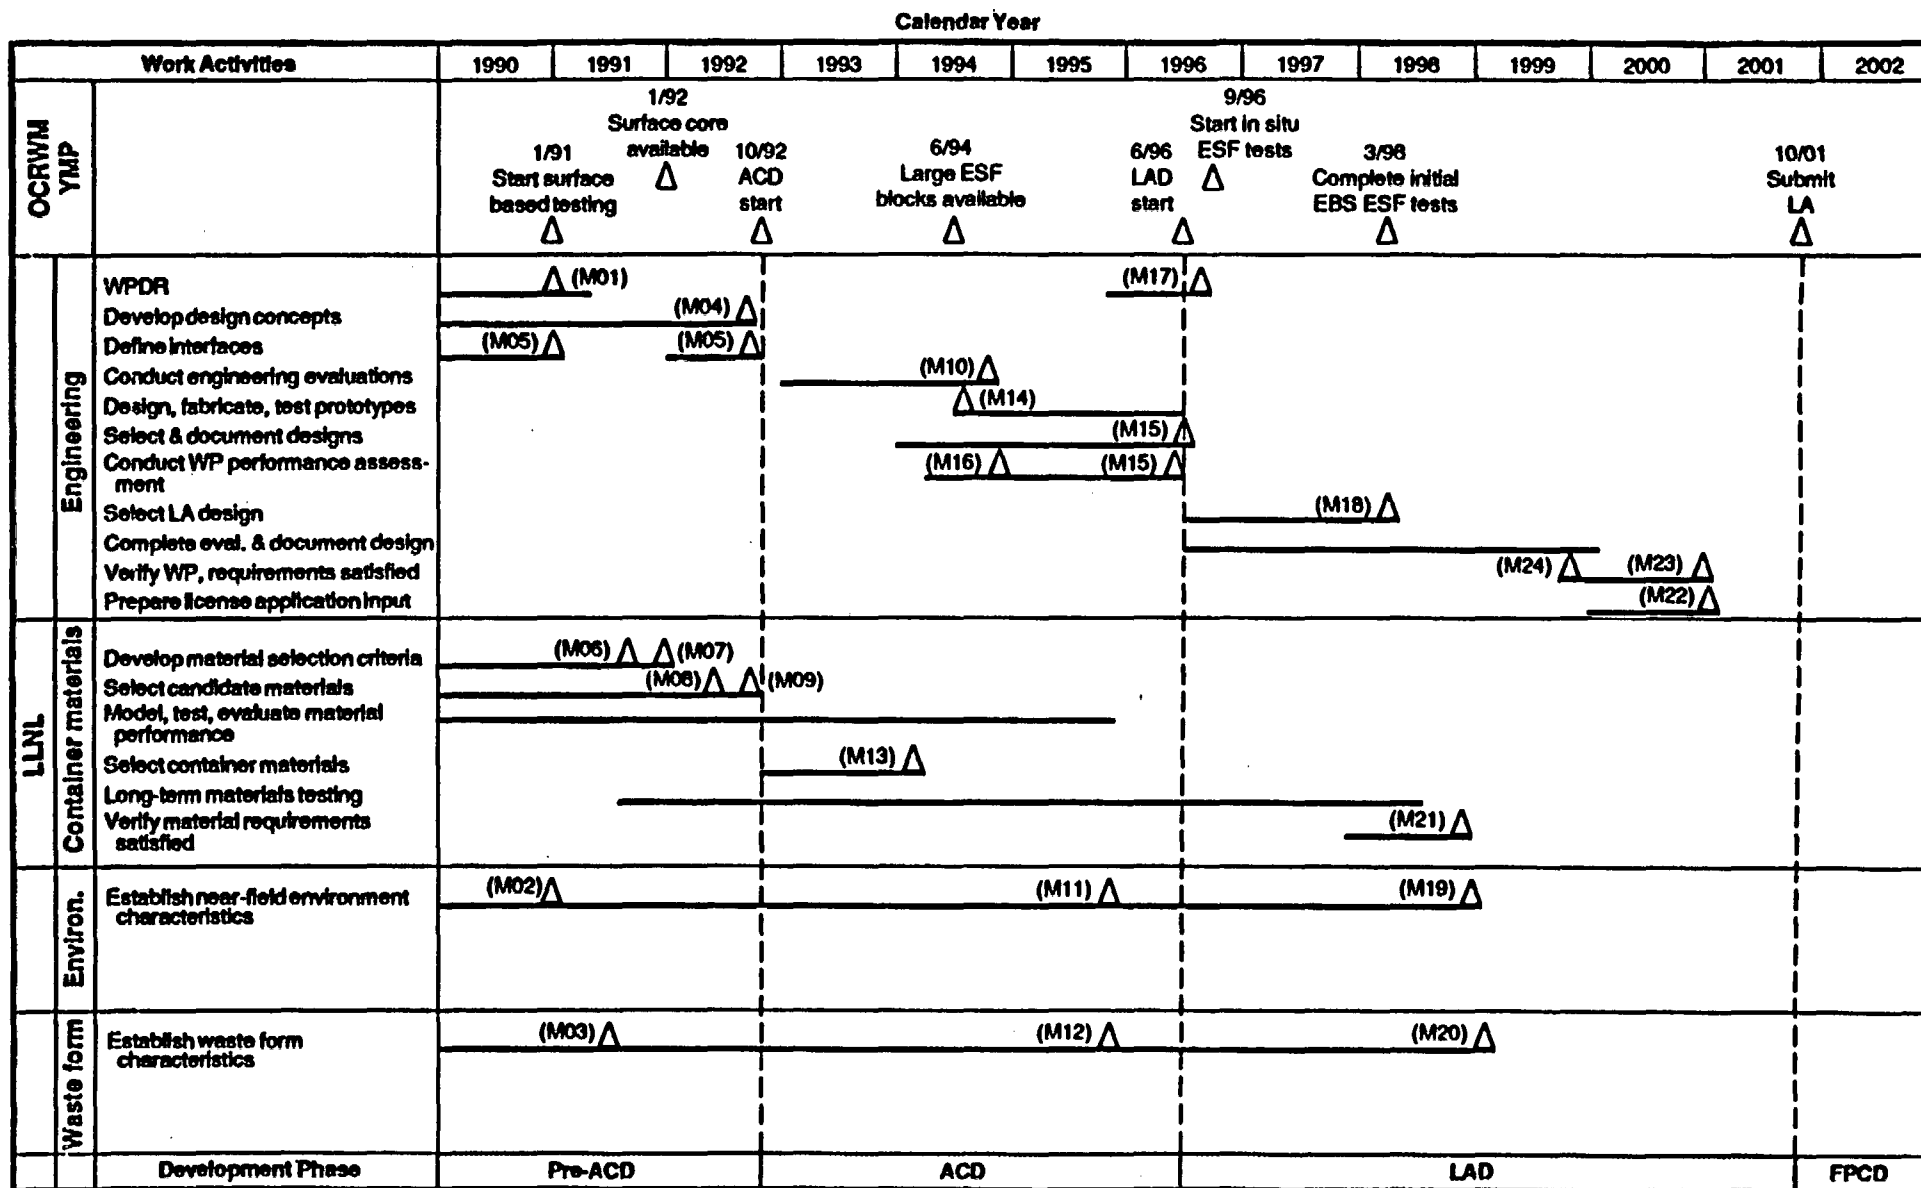 Calendar Year
Work Activities 1990 1991 1992 1993 1994 1995 1996 1997 1998 1999 2000 2001 2002
OCRWM
YMP
1/91
Start surface
based testing
1/92
Surface core
available
10/92
ACD
start
6/94
Large ESF
blocks available
6/96
LAD
start
9/96
Start in situ
ESF tests
3/98
Complete initial
EBS ESF tests
10/01
Submit
LA
LLNL
Engineering
WPDR (M01) (M17)
Develop design concepts (M04)
Define interfaces (M05) (M05)
Conduct engineering evaluations (M10)
Design, fabricate, test prototypes (M14)
Select & document designs (M15)
Conduct WP performance assess-
ment (M16) (M15)
Select LA design (M18)
Complete eval. & document design
Verify WP, requirements satisfied (M24) (M23)
Prepare license application input (M22)
Container materials
Develop material selection criteria (M06) (M07)
Select candidate materials (M08) (M09)
Model, test, evaluate material
performance
Select container materials (M13)
Long-term materials testing
Verify material requirements
satisfied (M21)
Environ.
Establish near-field environment
characteristics (M02) (M11) (M19)
Waste form
Establish waste form
characteristics (M03) (M12) (M20)
Development Phase Pre-ACD ACD LAD FPCD